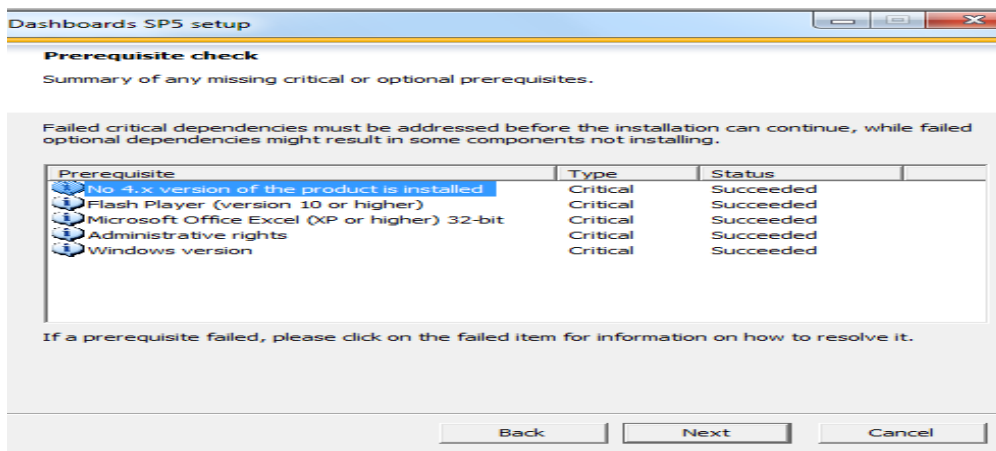 Dashboards SP5 setup
Prerequisite check
Summary of any missing critical or optional prerequisites.
Failed critical dependencies must be addressed before the installation can continue, while failed
optional dependencies might result in some components not installing.
Prerequisite Type Status
No 4.x version of the product is installed Critical Succeeded
Flash Player (version 10 or higher) Critical Succeeded
Microsoft Office Excel (XP or higher) 32-bit Critical Succeeded
Administrative rights Critical Succeeded
Windows version Critical Succeeded
If a prerequisite failed, please click on the failed item for information on how to resolve it.
Back Next Cancel